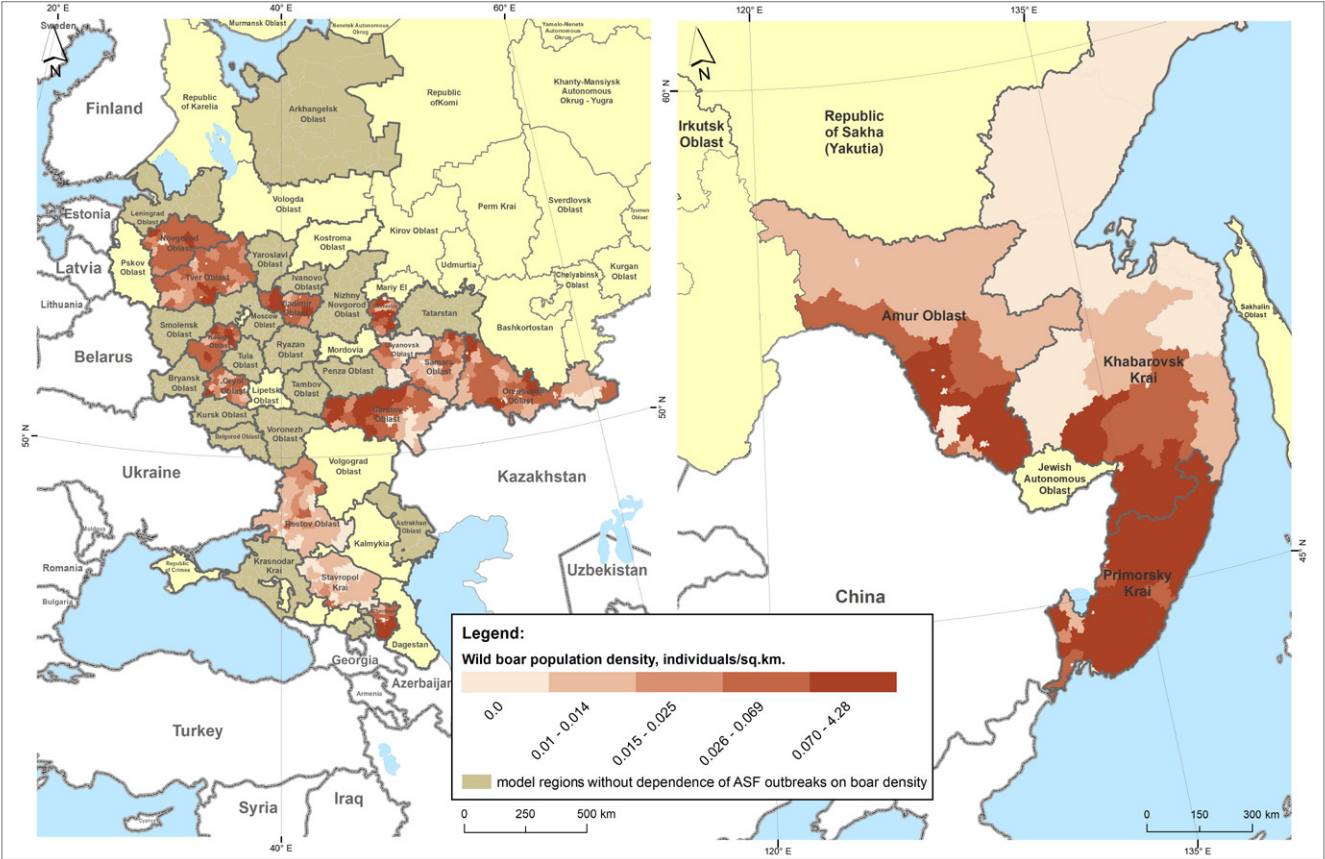 20° E
40° E
60° E
120° E
135° E
Sweden
N
Murmansk Oblast
Nenetsk Autonomous
Okrug
Yamalo-Nenets
Autonomous
Okrug
Finland
Republic
of Karelia
Arkhangelsk
Oblast
Republic
ofKomi
Khanty-Mansiysk
Autonomous
Okrug - Yugra
Estonia
Leningrad
Oblast
Vologda
Oblast
Perm Krai
Sverdlovsk
Oblast
Tyumen
Oblast
Latvia
Pskov
Oblast
Novgorod
Oblast
Tver Oblast
Yaroslavl
Oblast
Kostroma
Oblast
Kirov Oblast
Udmurtia
Chelyabinsk
Oblast
Kurgan
Oblast
Lithuania
Ivanovo
Oblast
Vladimir
Oblast
Nizhny
Novgorod
Oblast
Mariy El
Tatarstan
Bashkortostan
Smolensk
Oblast
Moscow
Oblast
Belarus
Kaluga
Oblast
Tula
Oblast
Ryazan
Oblast
Mordovia
Ulyanovsk
Oblast
Samara
Oblast
Penza Oblast
Orenburg
Oblast
Bryansk
Oblast
Oryol
Oblast
Lipetsk
Oblast
Tambov
Oblast
Saratov
Oblast
Kursk Oblast
Voronezh
Oblast
Belgorod Oblast
50° N
50° N
Ukraine
Volgograd
Oblast
Kazakhstan
Moldova
Rostov Oblast
Astrakhan
Oblast
Kalmykia
Romania
Republic
of Crimea
Krasnodar
Krai
Stavropol
Krai
Uzbekistan
Bulgaria
Dagestan
Georgia
Azerbaijan
Armenia
Turkey
Syria
Iraq
Cyprus
40° E
N
60° N
Irkutsk
Oblast
Republic
of Sakha
(Yakutia)
Amur Oblast
Sakhalin
Oblast
Khabarovsk
Krai
Jewish
Autonomous
Oblast
45° N
Primorsky
Krai
China
120° E
135° E
Legend:
Wild boar population density, individuals/sq.km.
0.0
0.01 - 0.014
0.015 - 0.025
0.026 - 0.069
0.070 - 4.28
model regions without dependence of ASF outbreaks on boar density
0 250 500 km
0 150 300 km